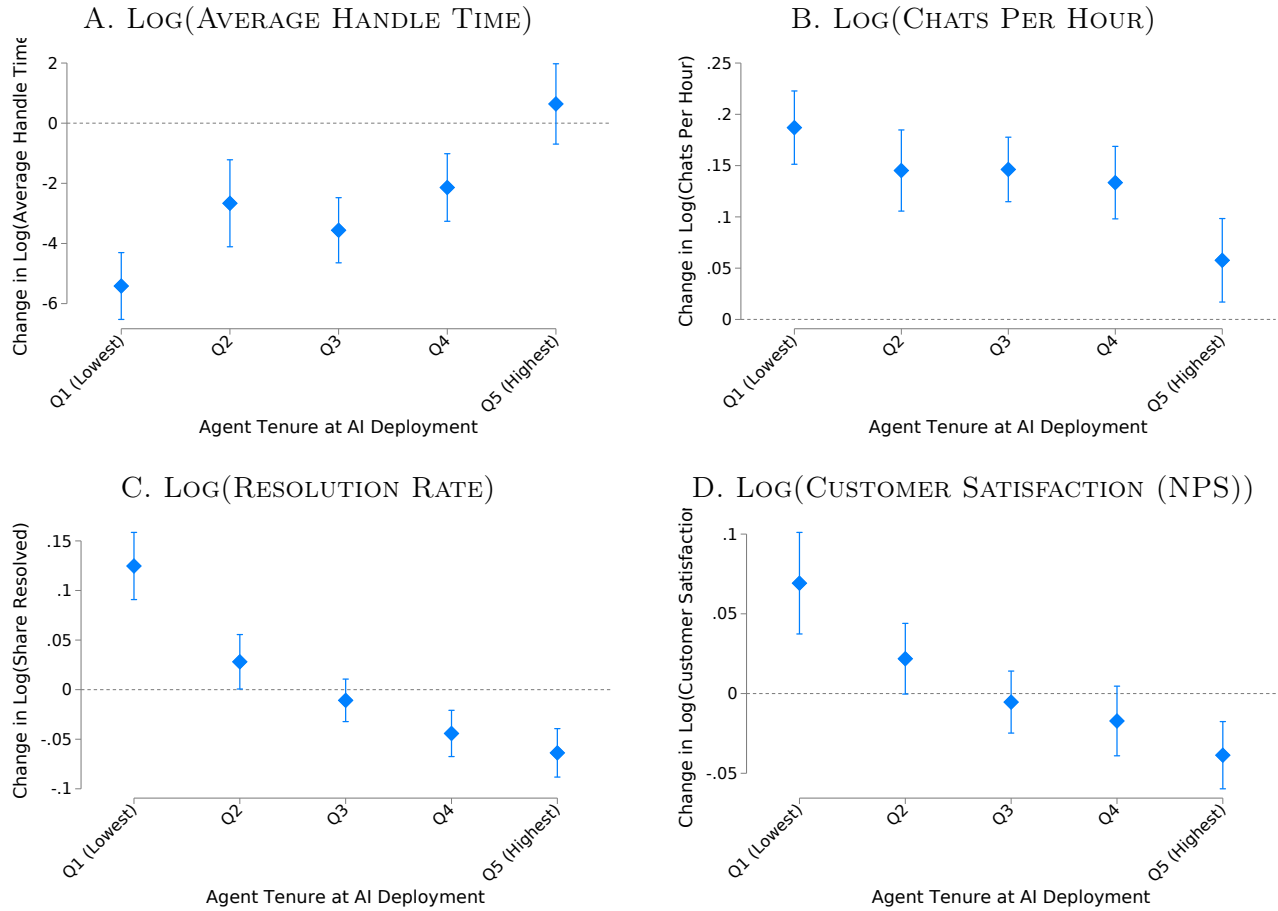 A. Log(Average Handle Time)
Change in Log(Average Handle Time
2
0
-2
-4
-6
Q1 (Lowest)
Q2
Q3
Q4
Q5 (Highest)
Agent Tenure at AI Deployment
B. Log(Chats Per Hour)
Change in Log(Chats Per Hour)
.25
.2
.15
.1
.05
0
Q1 (Lowest)
Q2
Q3
Q4
Q5 (Highest)
Agent Tenure at AI Deployment
C. Log(Resolution Rate)
Change in Log(Share Resolved)
.15
.1
.05
0
-.05
-.1
Q1 (Lowest)
Q2
Q3
Q4
Q5 (Highest)
Agent Tenure at AI Deployment
D. Log(Customer Satisfaction (NPS))
Change in Log(Customer Satisfaction
.1
.05
0
-.05
Q1 (Lowest)
Q2
Q3
Q4
Q5 (Highest)
Agent Tenure at AI Deployment